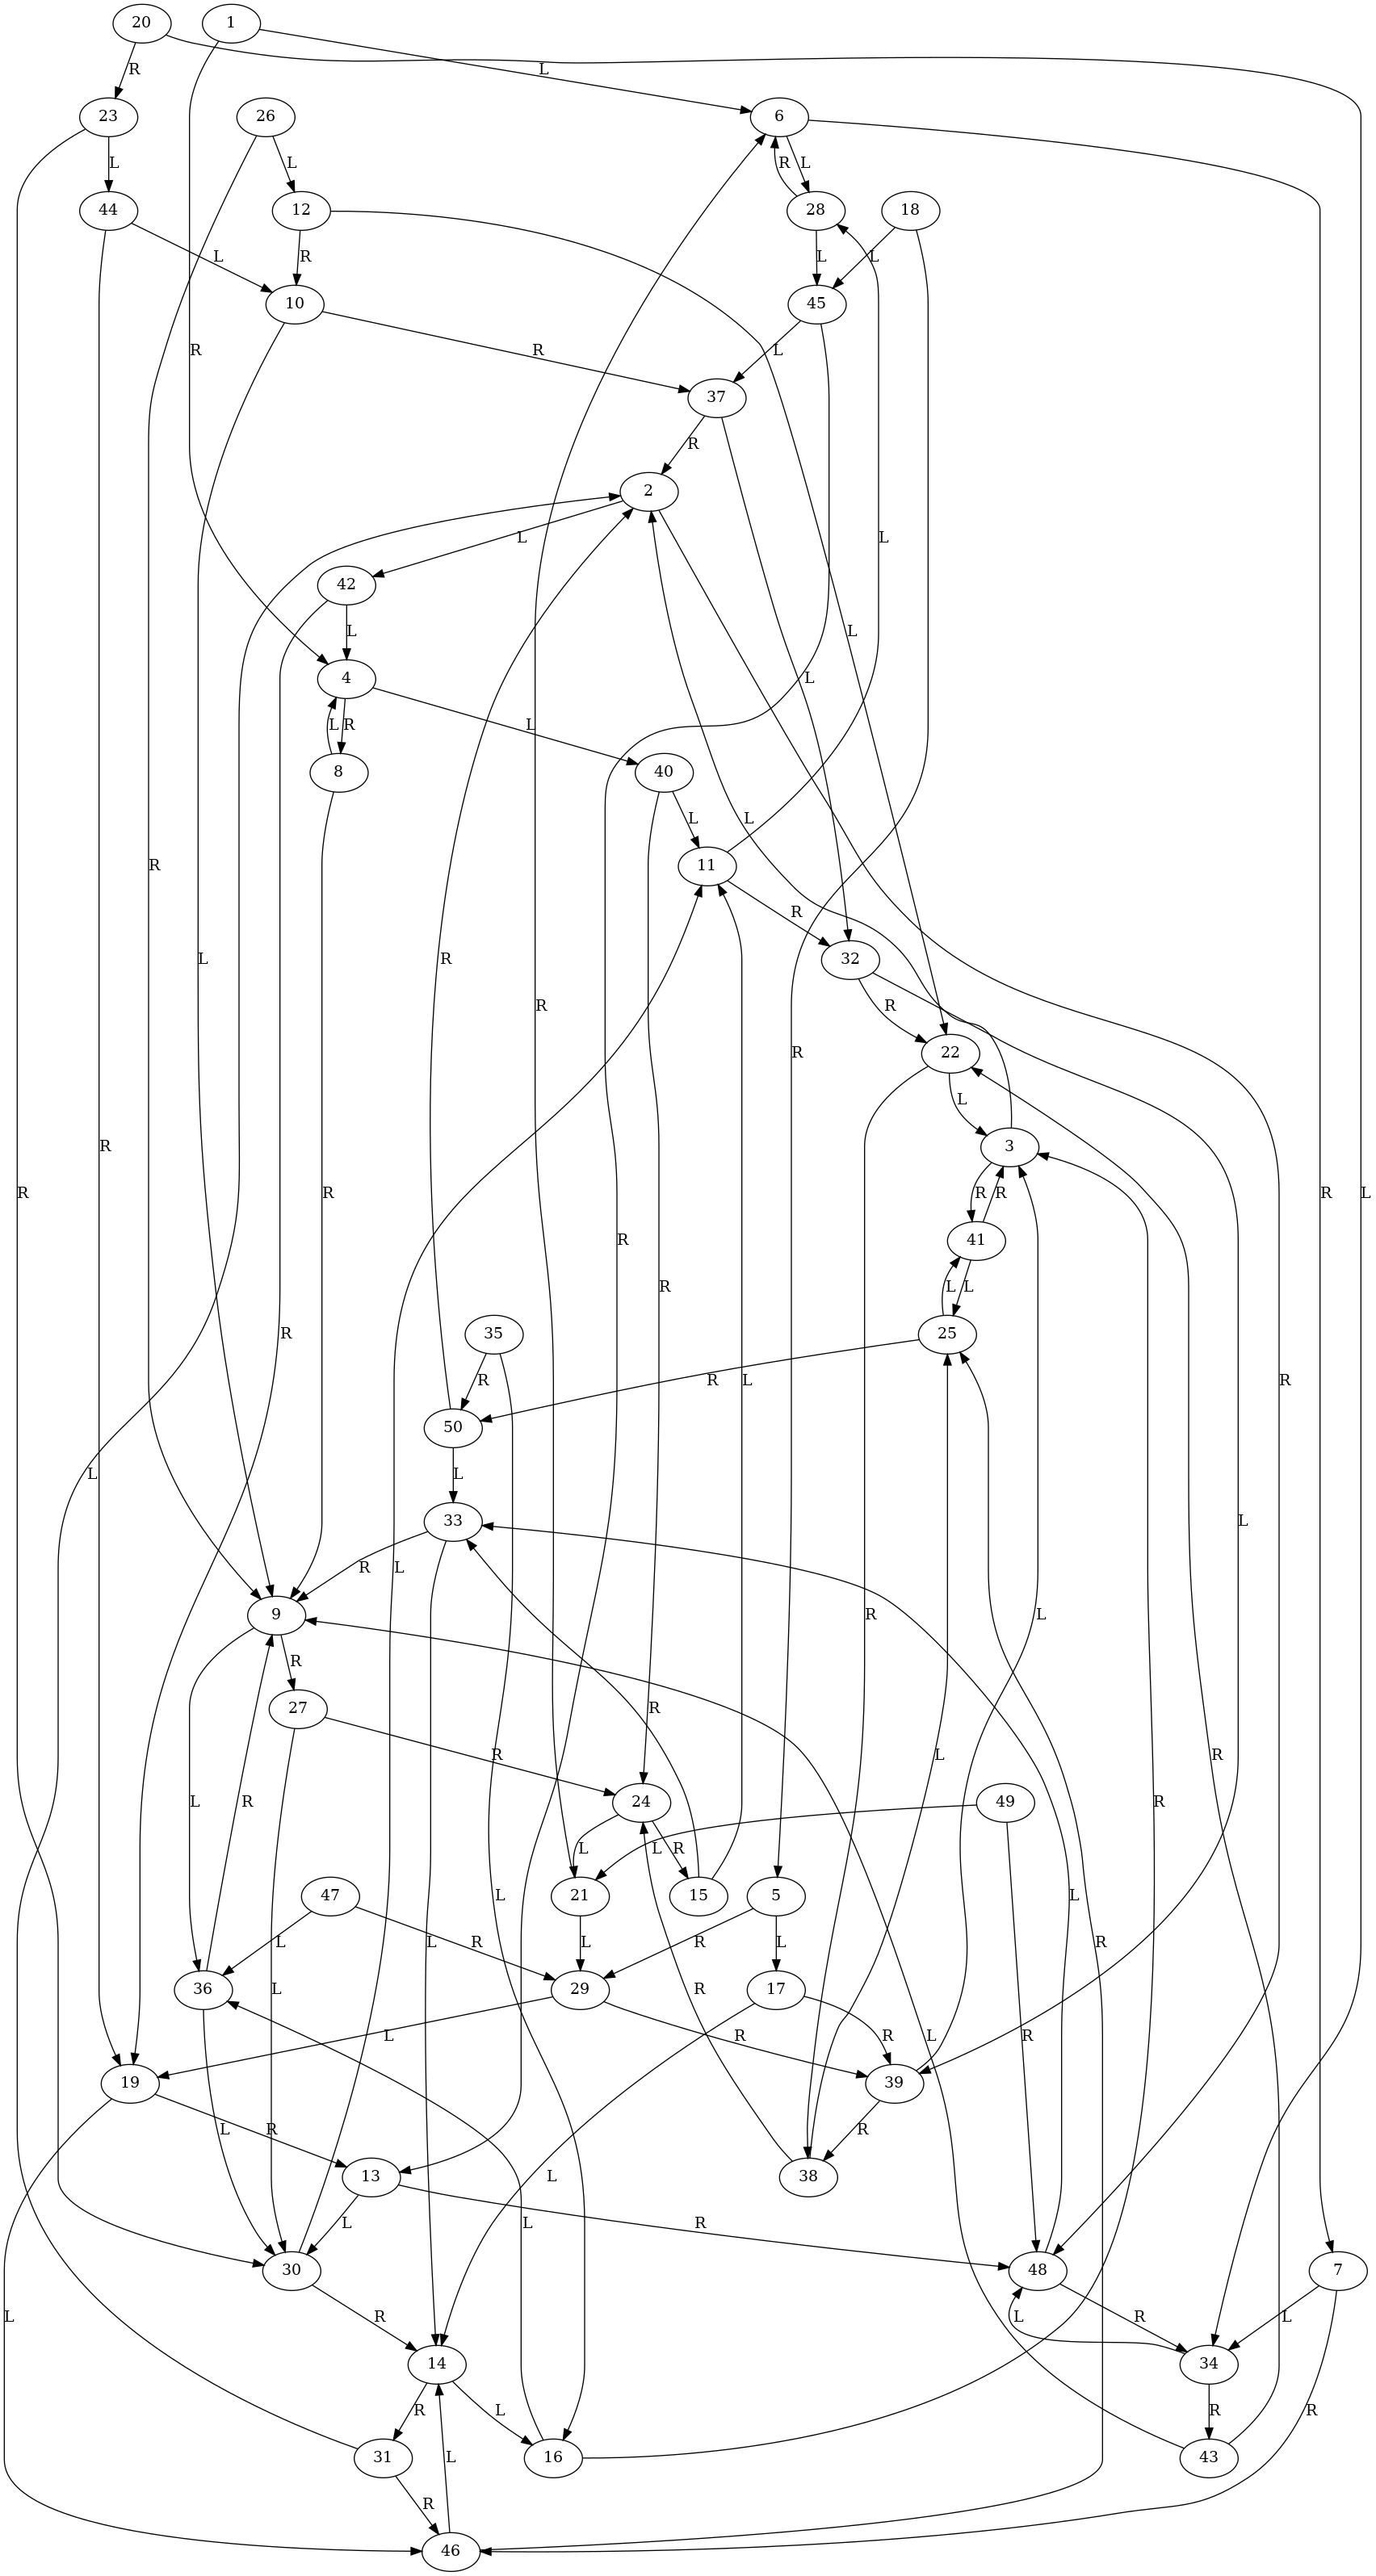 20 1
R L
23 26 6
L L R L
44 12 28 18
L R L L
10 45
R R L
37
R
2
L
42
L L L
4
L R L
8 40
R L L
11
R R
L R 32
R R R
22
L
R R R 3 R L
R R
41
L L
35 25
R R R
50
L L
33 L
R R L
9
R
27
R
L R R L R
24 49
L R L
47 21 15 5
L R L R L
36 29 17
L L R L R R
19 39
R R
L 13 38
L R
30 48 7
L R L R L R
14 34
R L R
31 16 43
R L
46